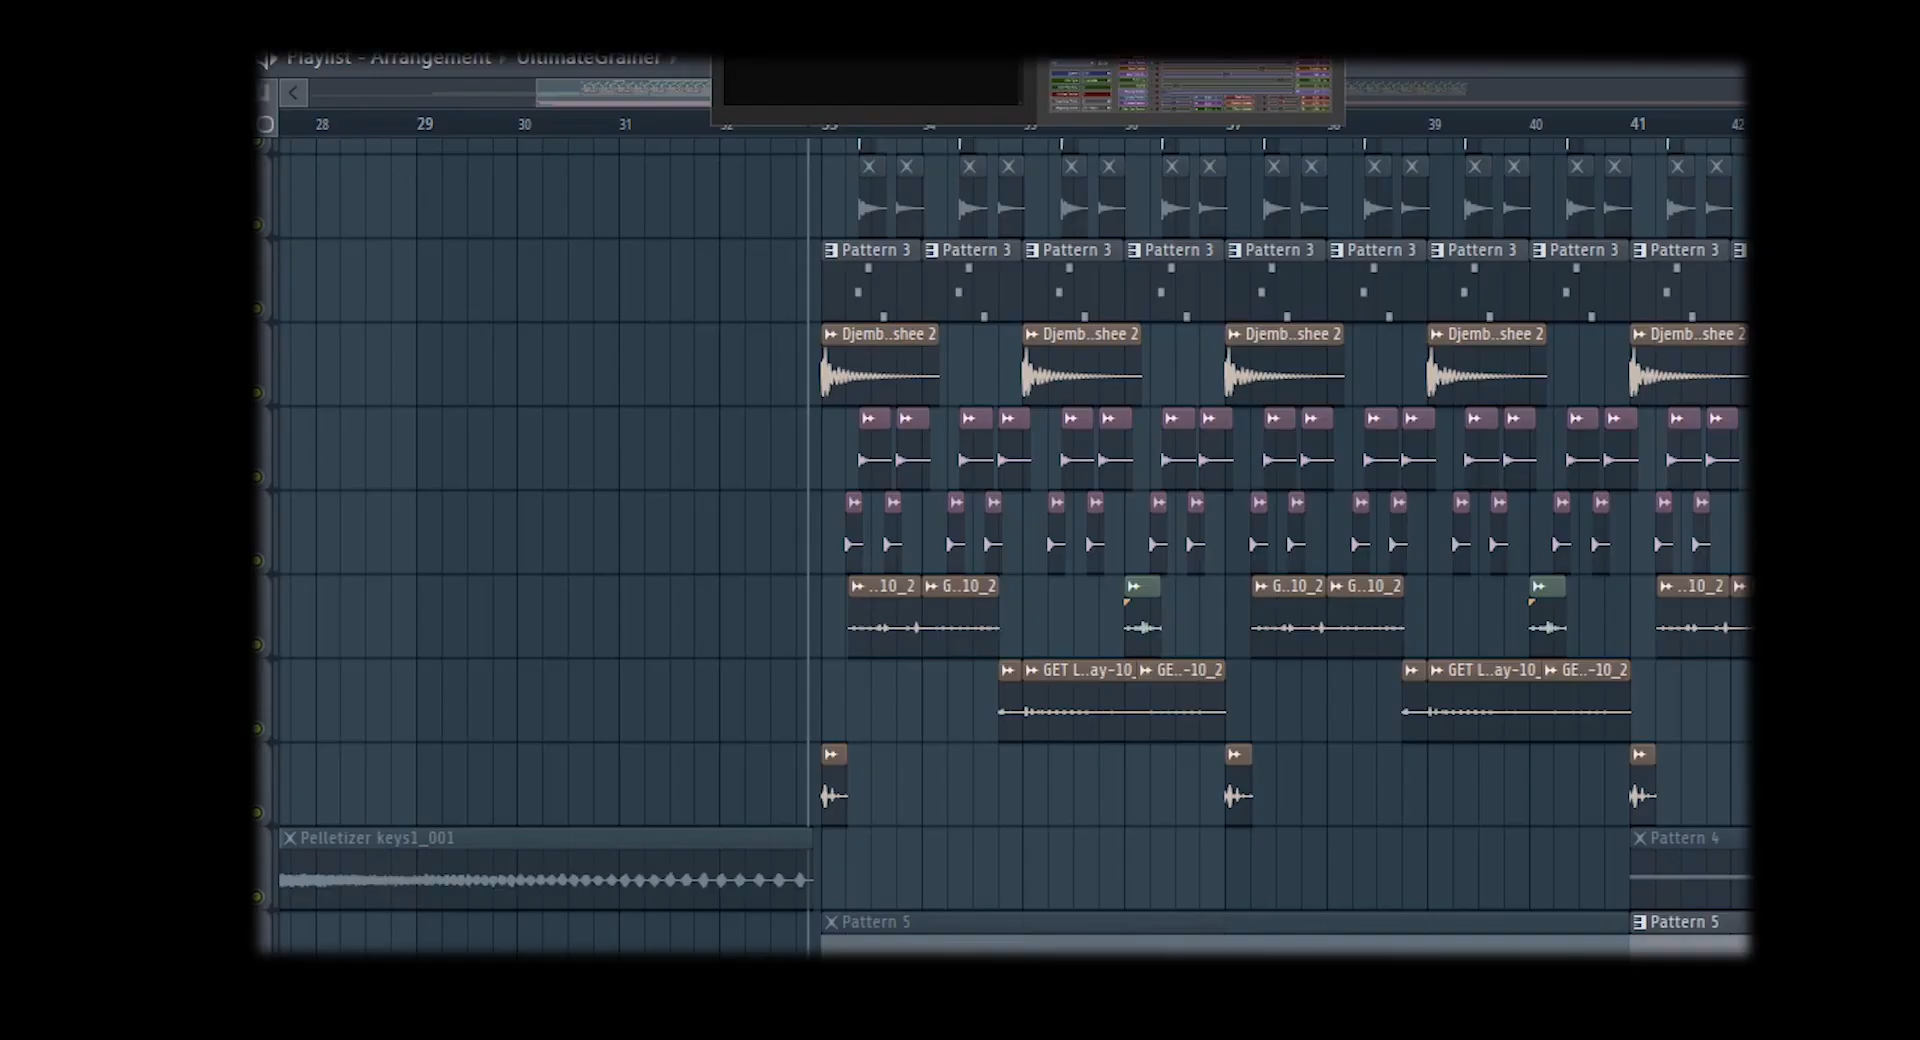 Playlist - Arrangement › UltimateGrainer ›
28 29 30 31 32 33 34 35 36 37 38 39 40 41 42
Pattern 3 Pattern 3 Pattern 3 Pattern 3 Pattern 3 Pattern 3 Pattern 3 Pattern 3 Pattern 3
Djemb..shee 2 Djemb..shee 2 Djemb..shee 2 Djemb..shee 2 Djemb..shee 2
..10_2 G..10_2 G..10_2 G..10_2 ..10_2
GET L..ay-10_ GE..-10_2 GET L..ay-10_ GE..-10_2
Pelletizer keys1_001 Pattern 4
Pattern 5 Pattern 5